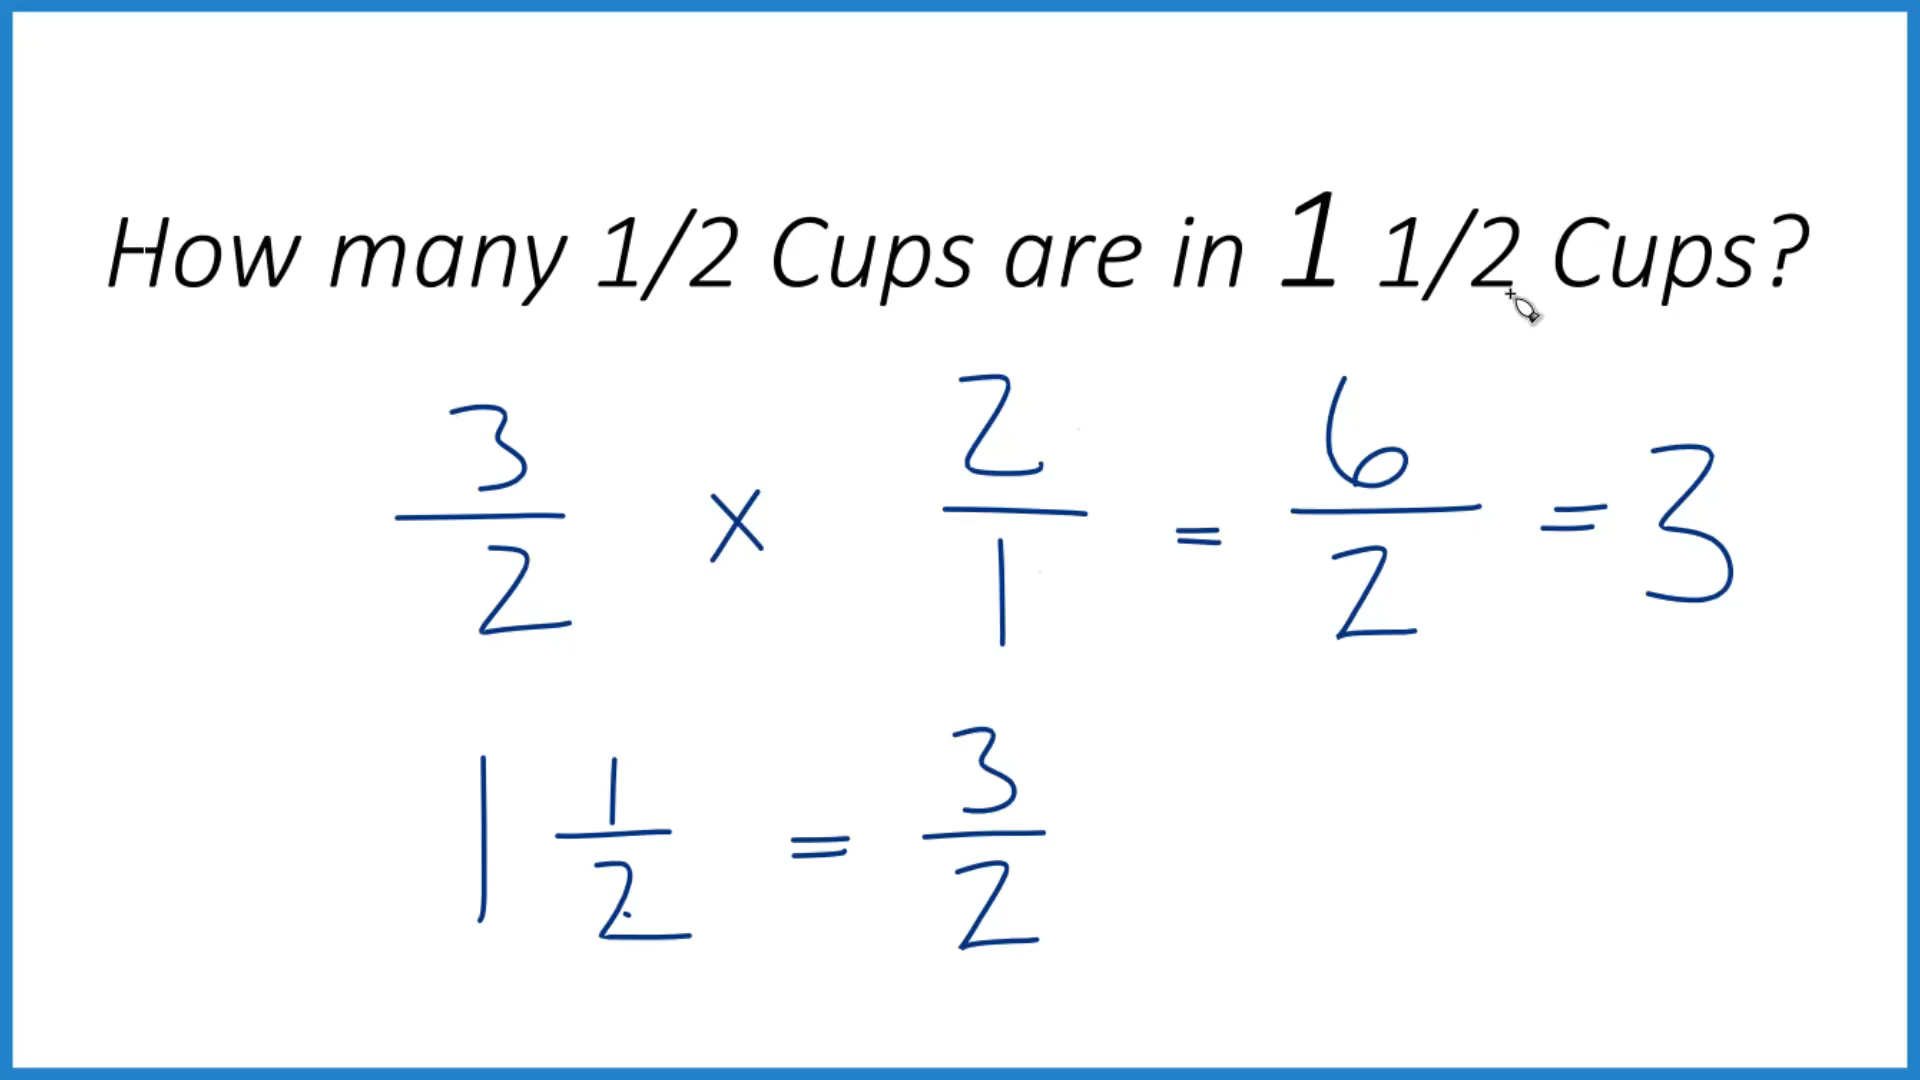 How many 1/2 Cups are in 1 1/2 Cups?
3/2 x 2/1 = 6/2 = 3
1 1/2 = 3/2